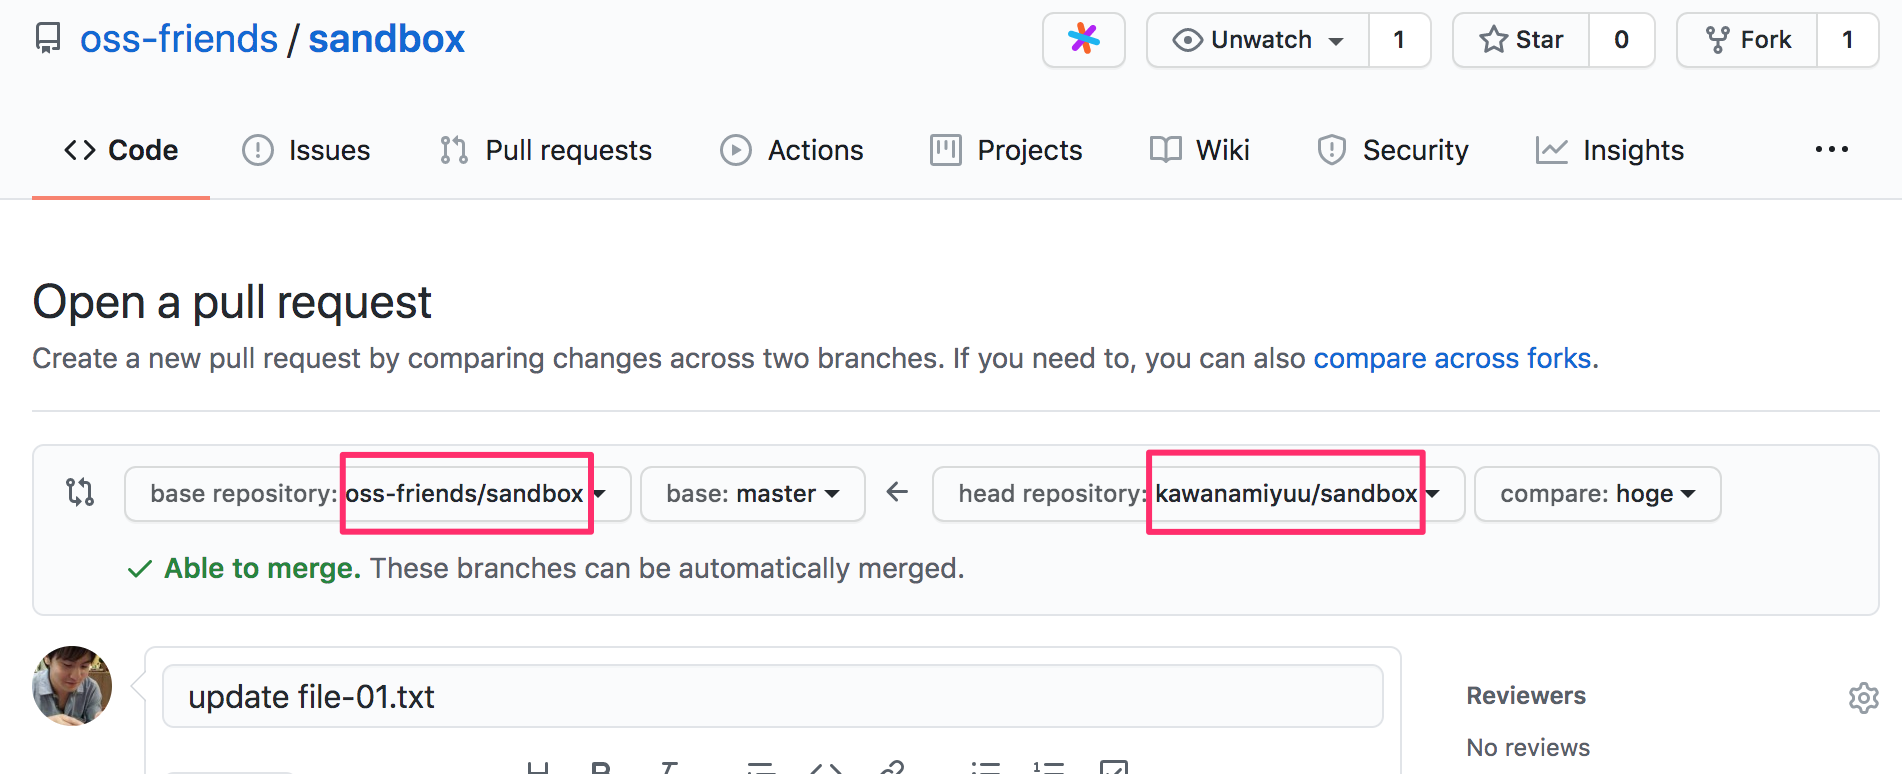 oss-friends / sandbox
Unwatch 1
Star 0
Fork 1
Code Issues Pull requests Actions Projects Wiki Security Insights ...
Open a pull request
Create a new pull request by comparing changes across two branches. If you need to, you can also compare across forks.
base repository: oss-friends/sandbox base: master ← head repository: kawanamiyuu/sandbox compare: hoge
Able to merge. These branches can be automatically merged.
update file-01.txt
Reviewers
No reviews